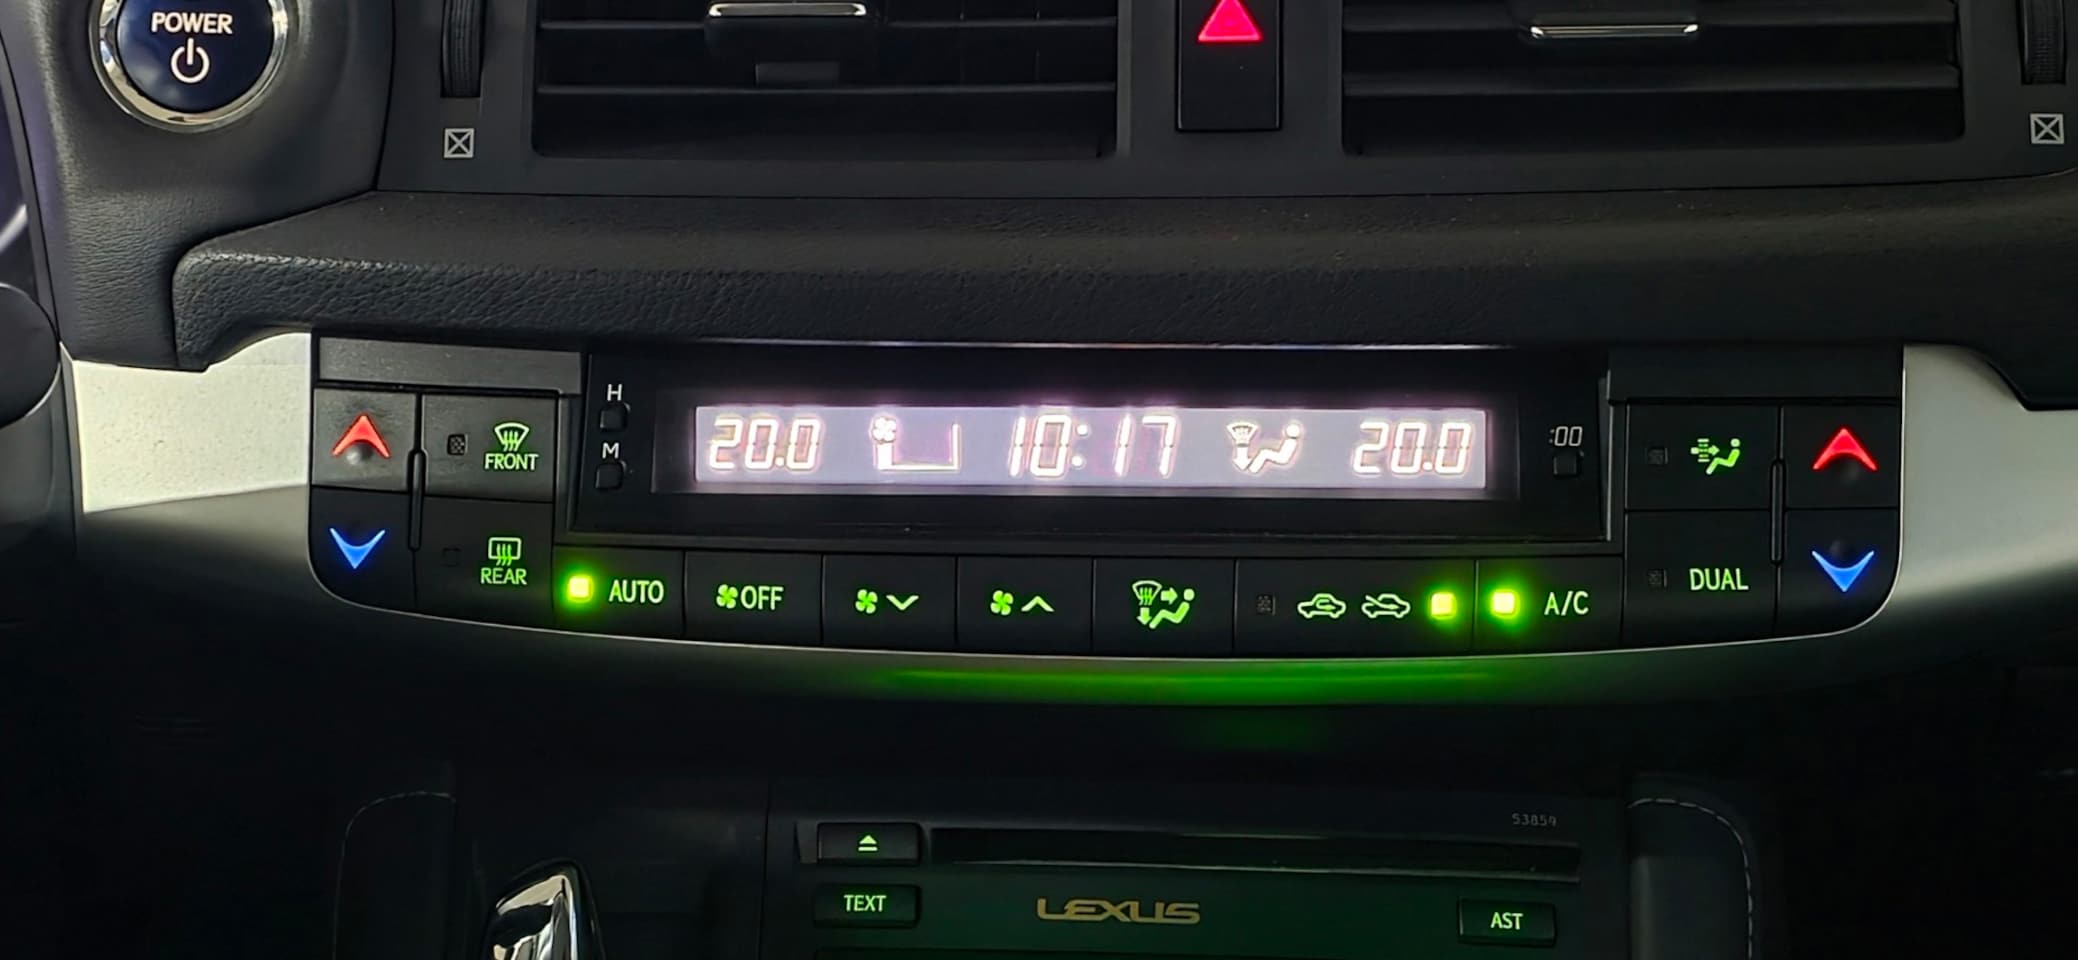 POWER
H
M
20.0
10:17
20.0
:00
FRONT
REAR
AUTO
OFF
A/C
DUAL
53859
TEXT
LEXUS
AST